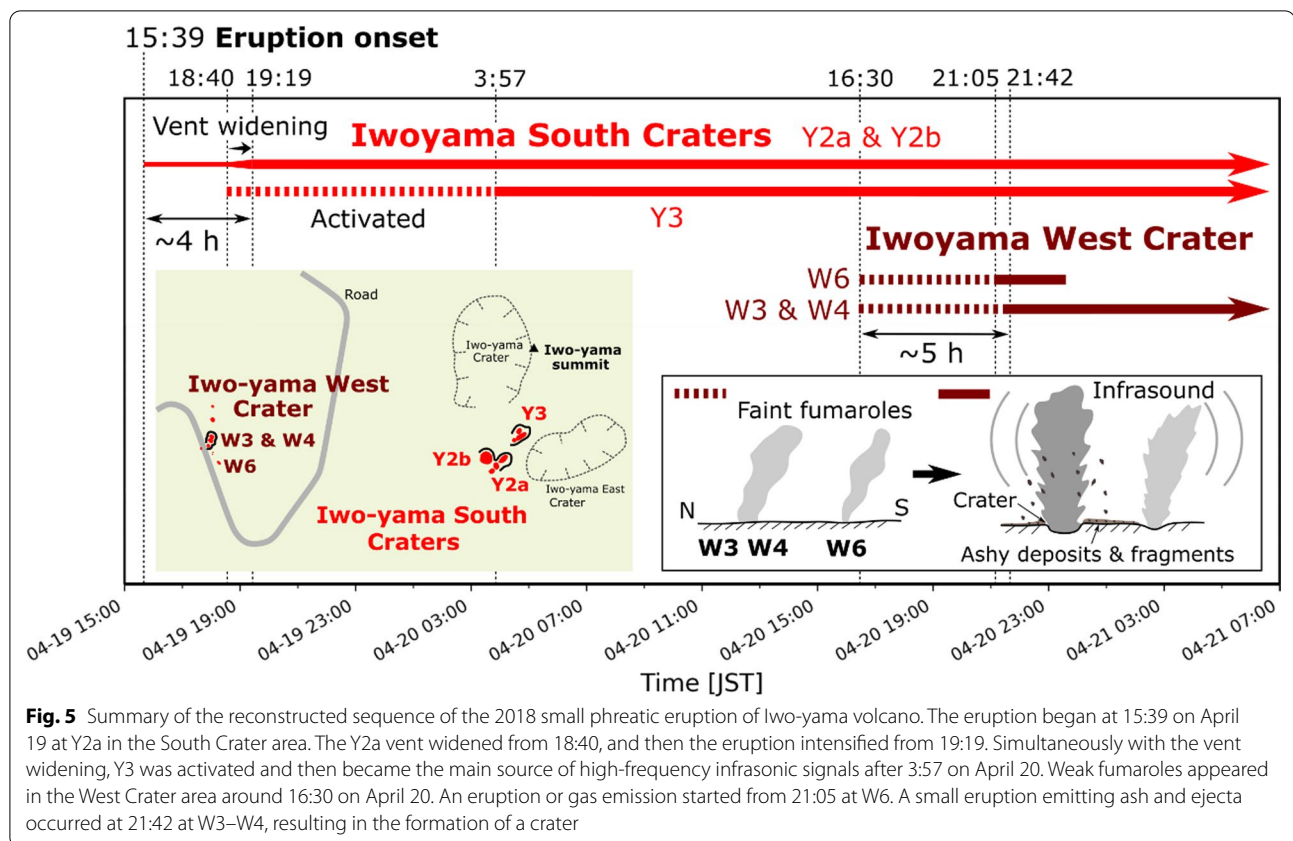 15:39 Eruption onset
18:40 19:19 3:57 16:30 21:05 21:42
Vent widening
Iwoyama South Craters Y2a & Y2b
Activated
Y3
~4 h
Iwoyama West Crater
W6
W3 & W4
~5 h
Road
Iwo-yama
Crater
Iwo-yama
summit
Iwo-yama West
Crater
W3 & W4
W6
Y3
Y2b
Y2a
Iwo-yama East
Crater
Iwo-yama South
Craters
Faint fumaroles
Infrasound
N
S
W3 W4 W6
Crater
Ashy deposits & fragments
04-19 15:00 04-19 19:00 04-19 23:00 04-20 03:00 04-20 07:00 04-20 11:00 04-20 15:00 04-20 19:00 04-20 23:00 04-21 03:00 04-21 07:00
Time [JST]
Fig. 5 Summary of the reconstructed sequence of the 2018 small phreatic eruption of Iwo-yama volcano. The eruption began at 15:39 on April
19 at Y2a in the South Crater area. The Y2a vent widened from 18:40, and then the eruption intensified from 19:19. Simultaneously with the vent
widening, Y3 was activated and then became the main source of high-frequency infrasonic signals after 3:57 on April 20. Weak fumaroles appeared
in the West Crater area around 16:30 on April 20. An eruption or gas emission started from 21:05 at W6. A small eruption emitting ash and ejecta
occurred at 21:42 at W3–W4, resulting in the formation of a crater